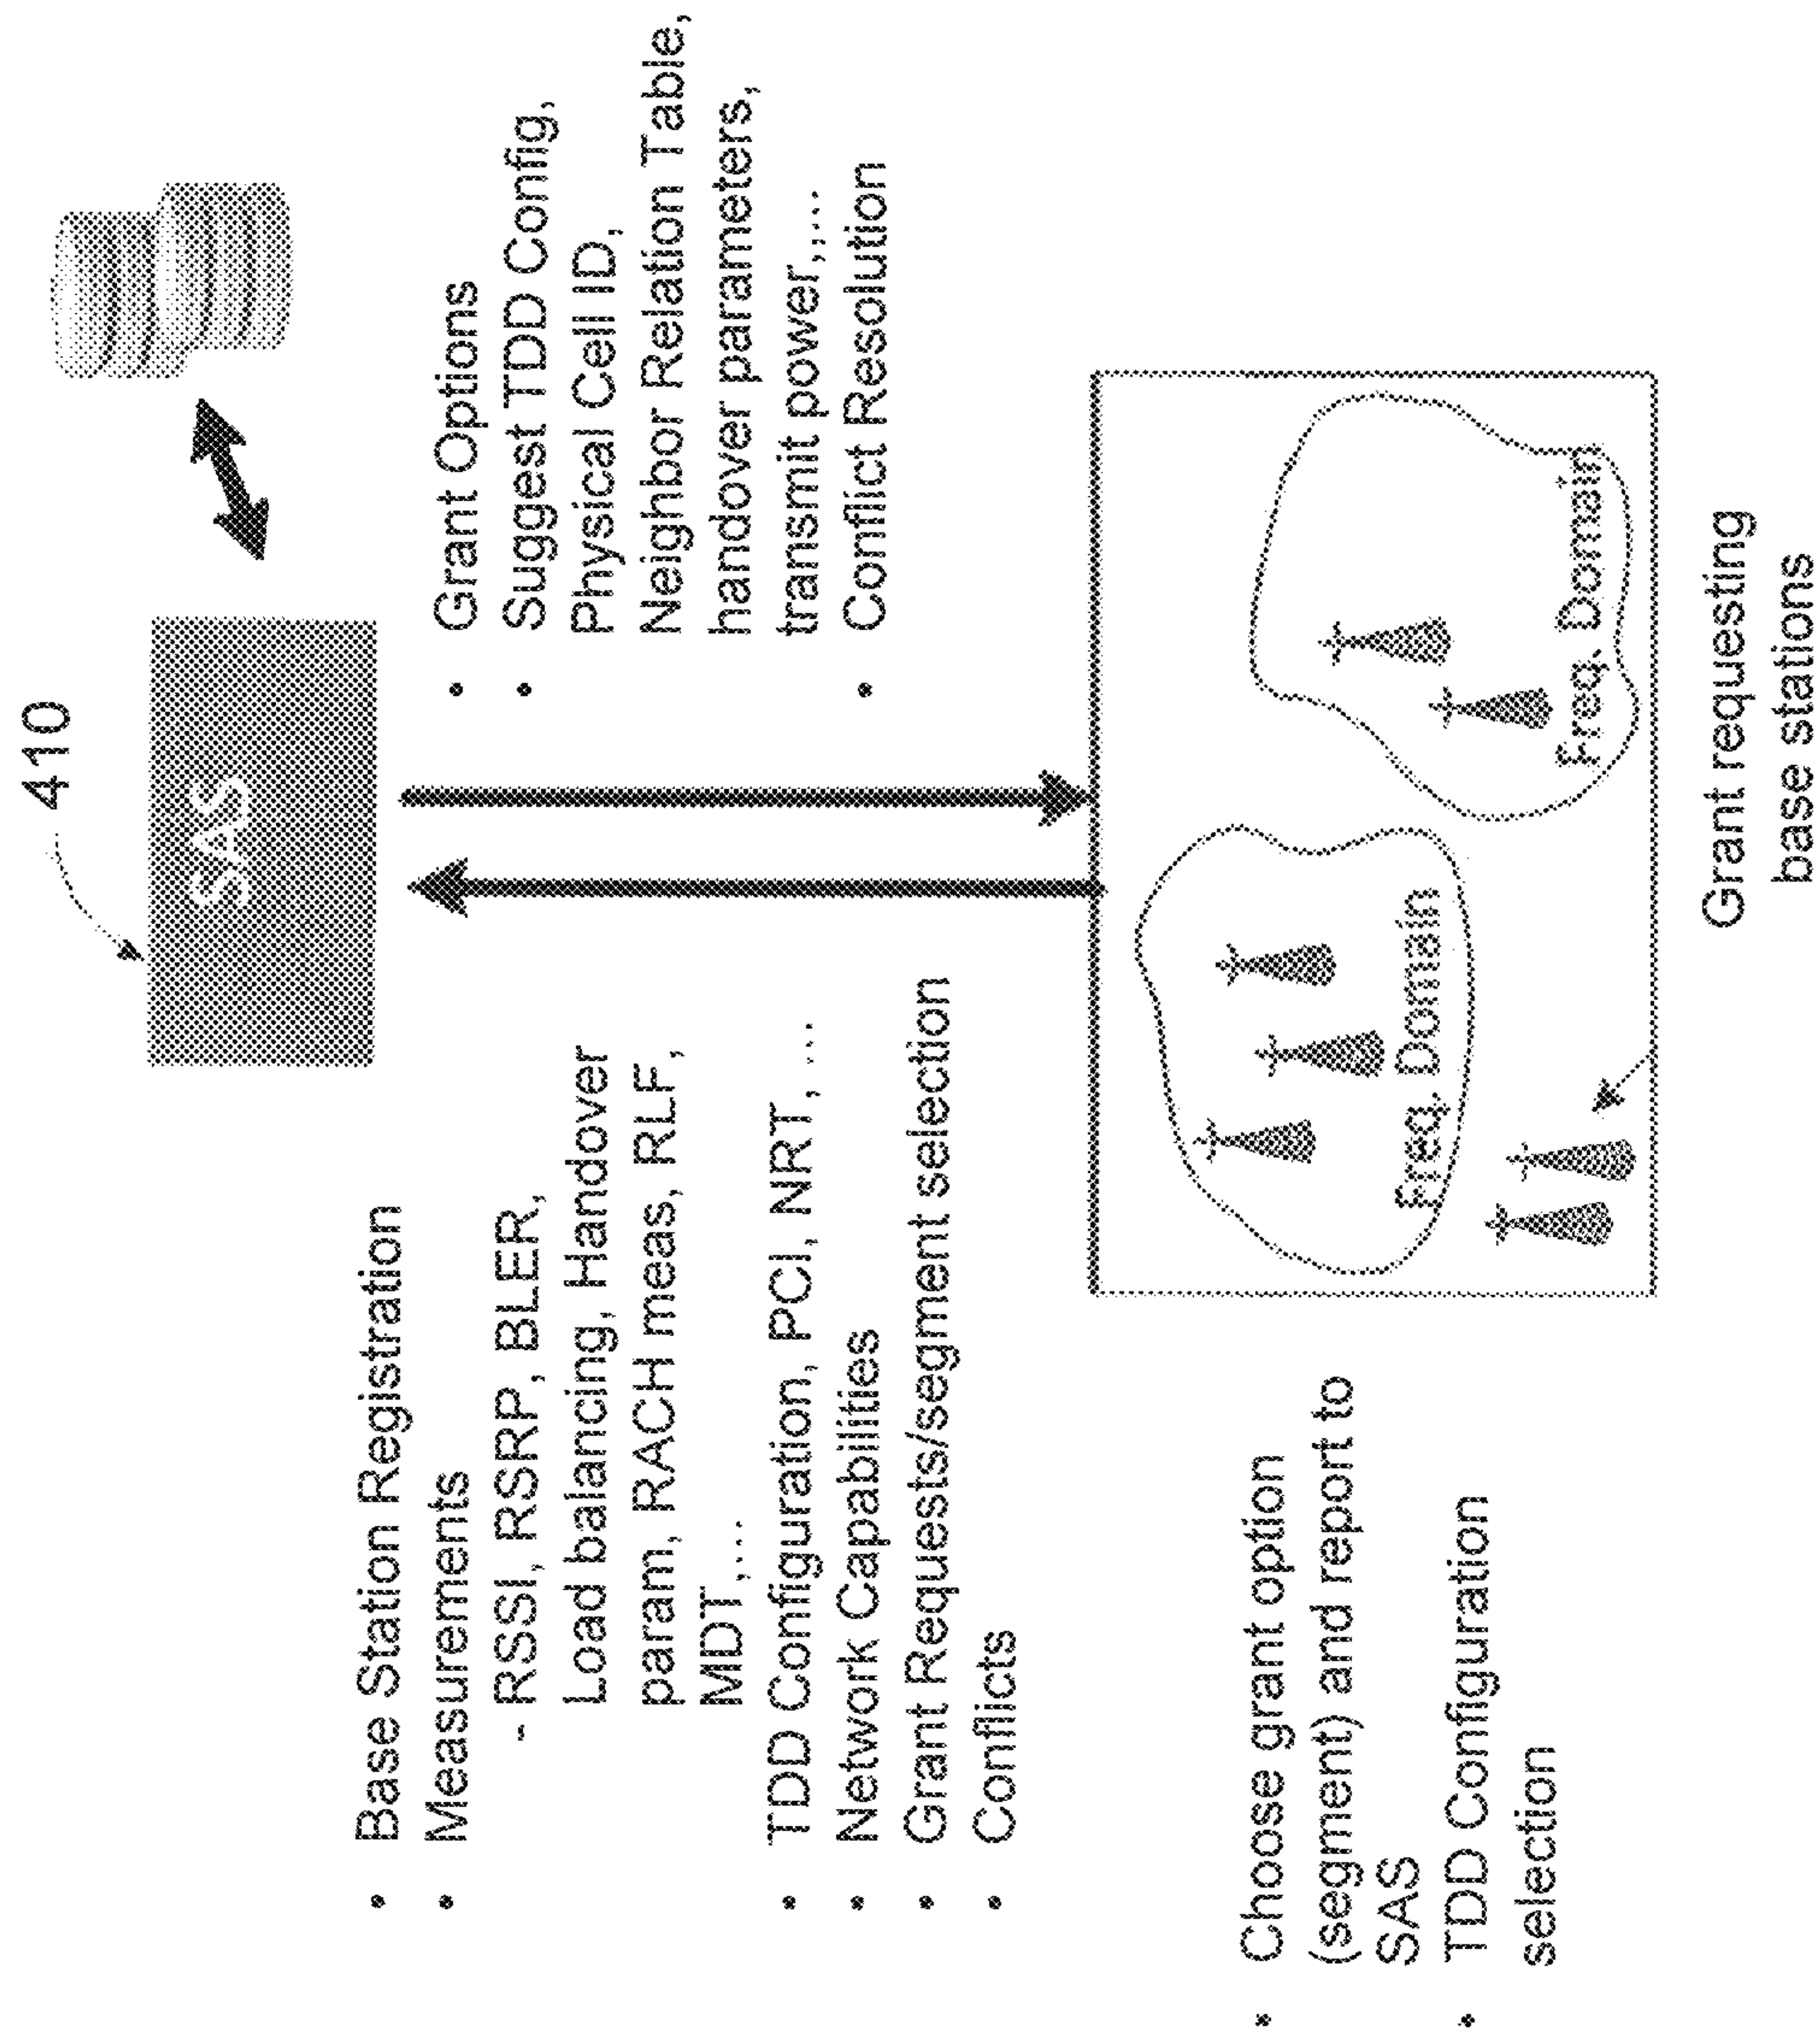 410
SAS
• Base Station Registration
• Measurements
- RSSI, RSRP, BLER,
Load balancing, Handover
param, RACH meas, RLF,
MDT,...
• TDD Configuration, PCI, NRT, ...
• Network Capabilities
• Grant Requests/segment selection
• Conflicts
• Grant Options
• Suggest TDD Config,
Physical Cell ID,
Neighbor Relation Table,
handover parameters,
transmit power,,...
• Conflict Resolution
• Choose grant option
(segment) and report to
SAS
• TDD Configuration
selection
Freq. Domain
Freq. Domain
Grant requesting
base stations